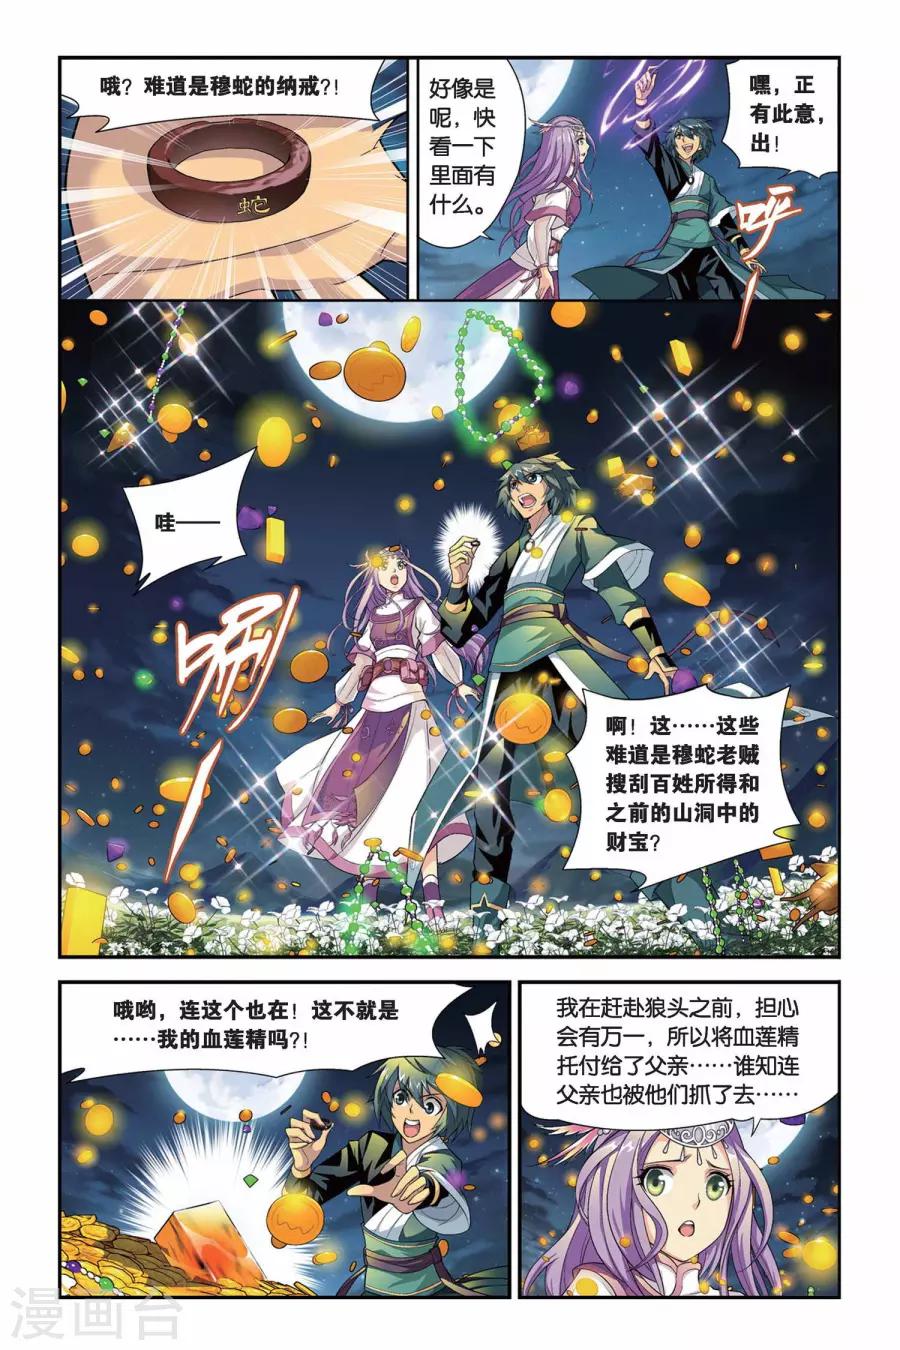 哦？难道是穆蛇的纳戒？！
蛇
好像是
呢，快
看一下
里面有
什么。
嘿，正
有此意，
出！
呼
哇——
唰
啊！这……这些
难道是穆蛇老贼
搜刮百姓所得和
之前的山洞中的
财宝？
哦哟，连这个也在！这不就是
……我的血莲精吗？！
我在赶赴狼头之前，担心
会有万一，所以将血莲精
托付给了父亲……谁知连
父亲也被他们抓了去……
漫画台